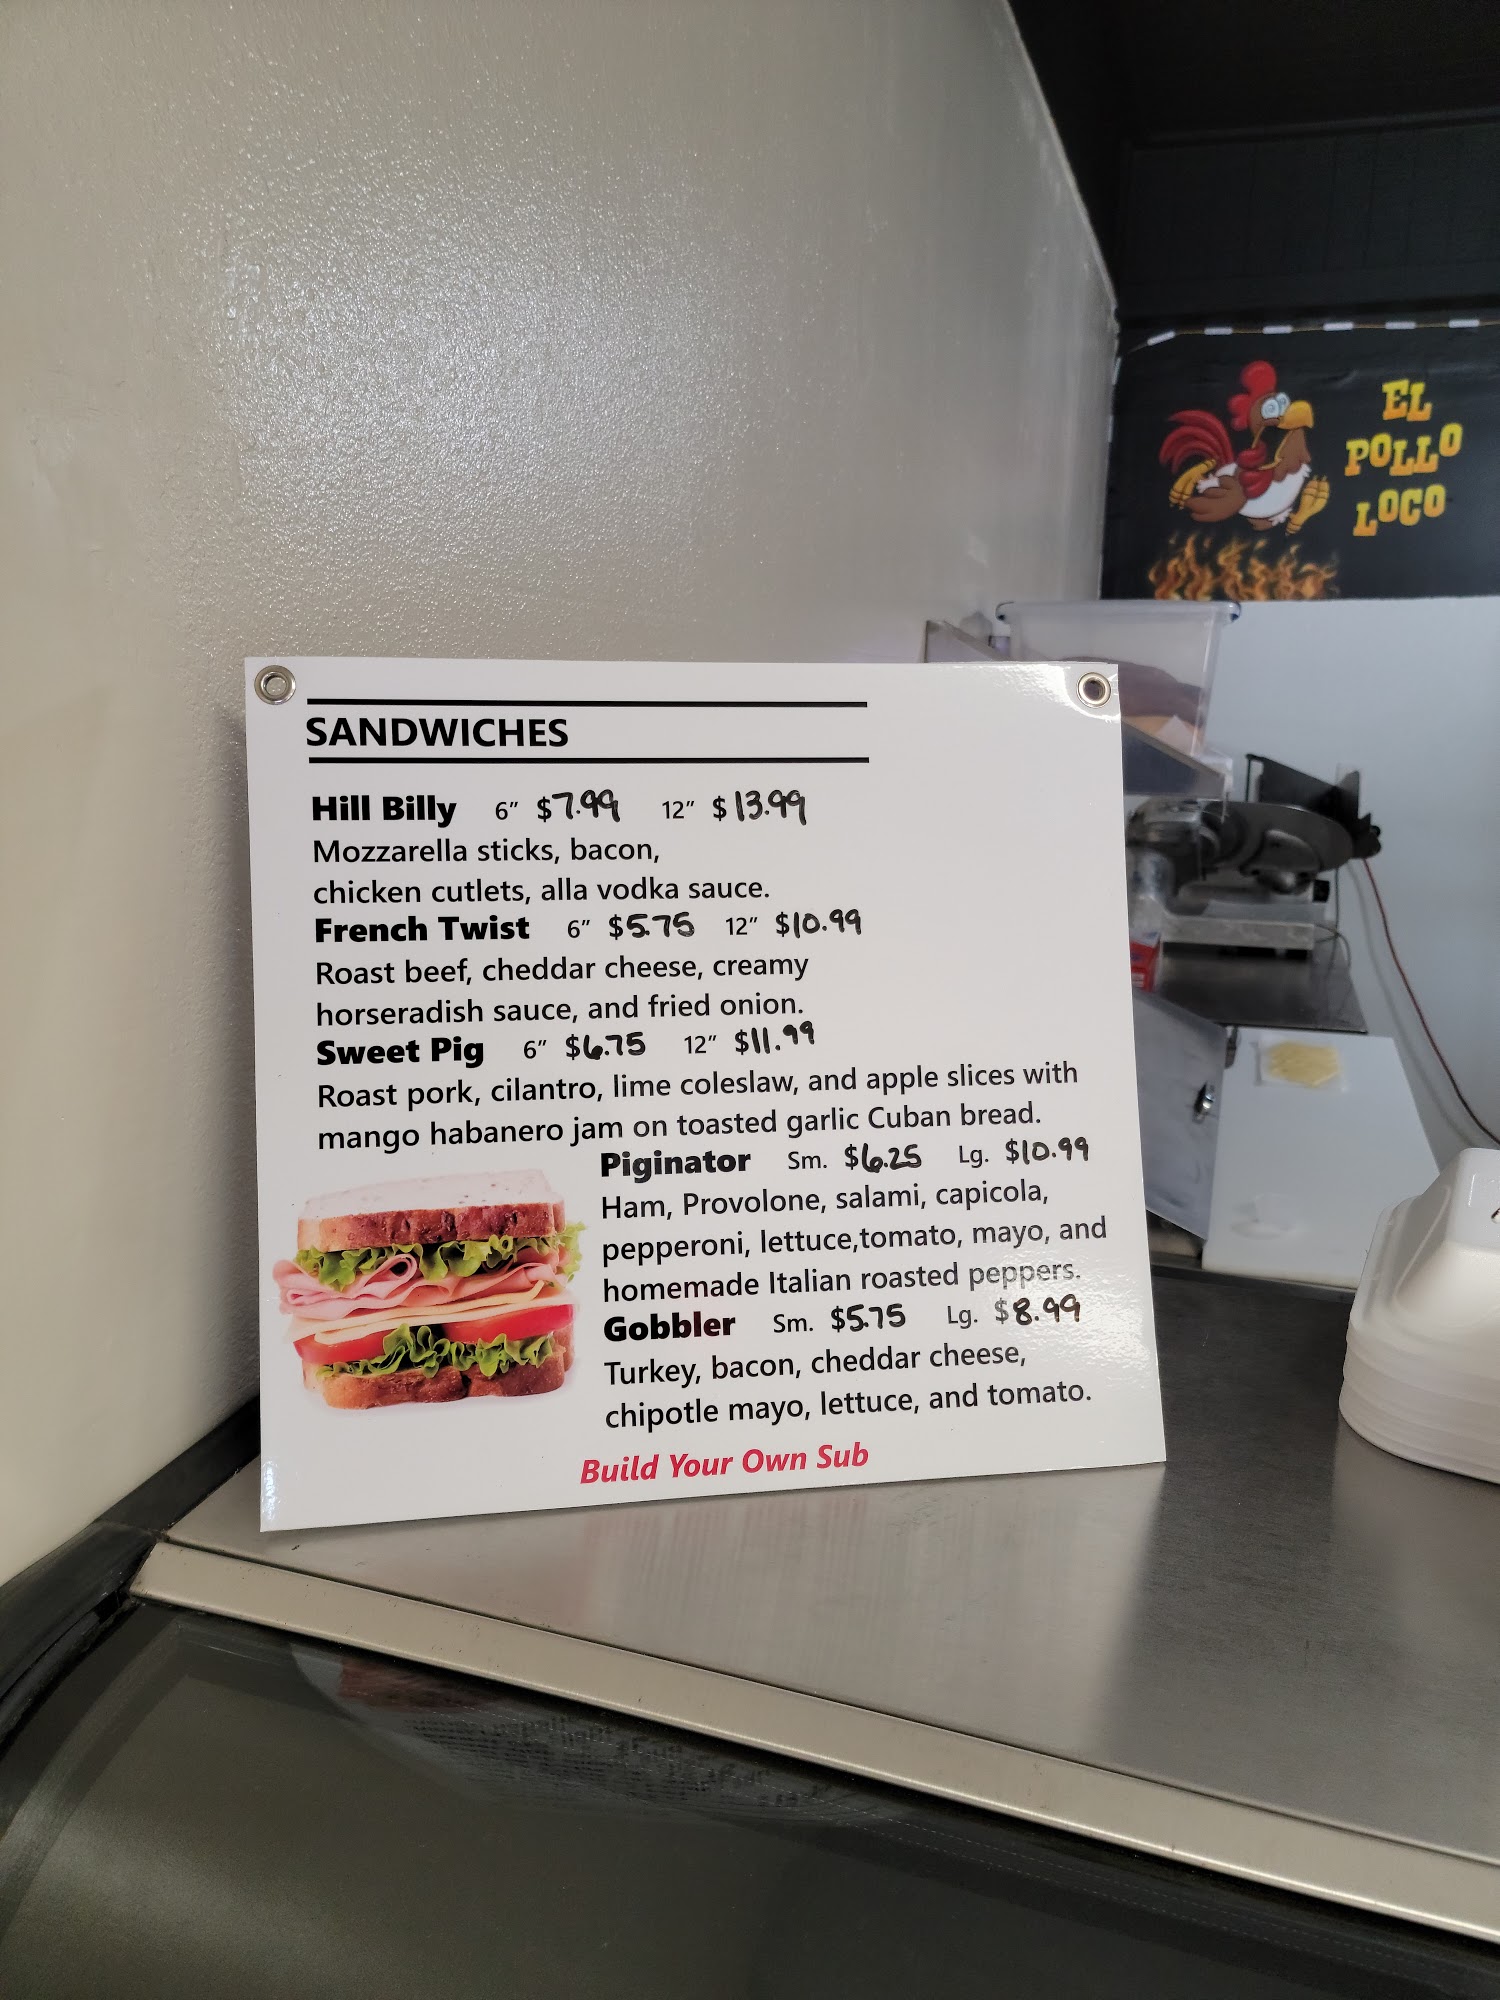 EL
POLLO
LOCO
SANDWICHES
Hill Billy 6" $7.99 12" $13.99
Mozzarella sticks, bacon,
chicken cutlets, alla vodka sauce.
French Twist 6" $5.75 12" $10.99
Roast beef, cheddar cheese, creamy
horseradish sauce, and fried onion.
Sweet Pig 6" $6.75 12" $11.99
Roast pork, cilantro, lime coleslaw, and apple slices with
mango habanero jam on toasted garlic Cuban bread.
Piginator Sm. $6.25 Lg. $10.99
Ham, Provolone, salami, capicola,
pepperoni, lettuce,tomato, mayo, and
homemade Italian roasted peppers.
Gobbler Sm. $5.75 Lg. $8.99
Turkey, bacon, cheddar cheese,
chipotle mayo, lettuce, and tomato.
Build Your Own Sub